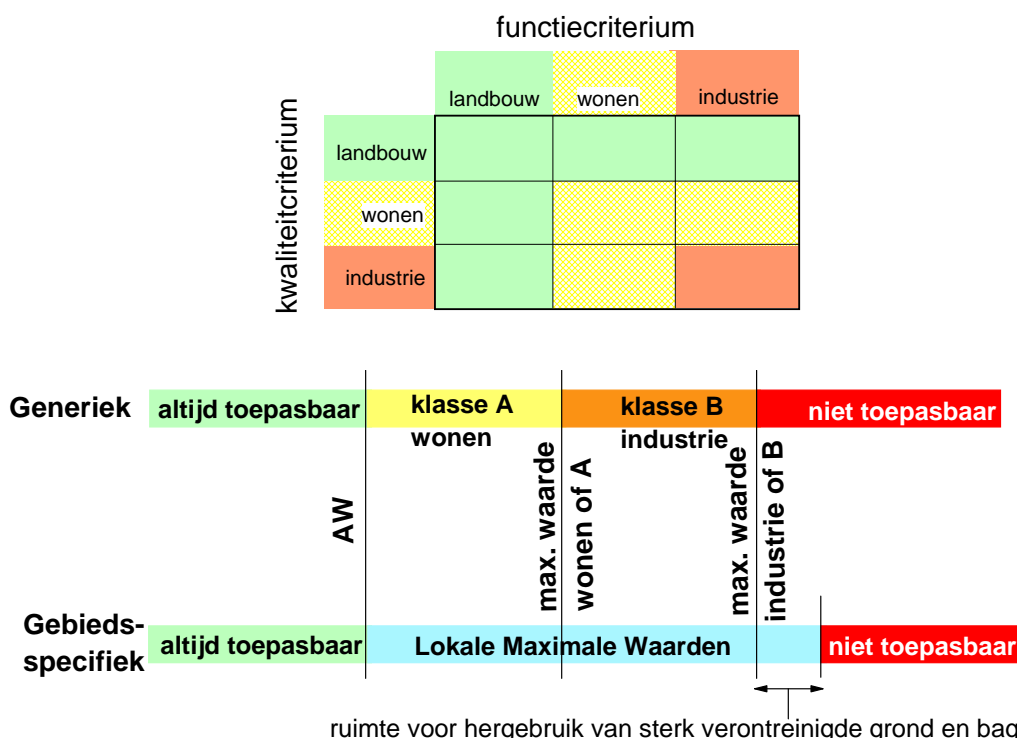 functiecriterium
landbouw wonen industrie
kwaliteitcriterium
landbouw
wonen
industrie
Generiek
altijd toepasbaar
klasse A
wonen
klasse B
industrie
niet toepasbaar
AW
max. waarde
wonen of A
max. waarde
industrie of B
Gebieds-
specifiek
altijd toepasbaar
Lokale Maximale Waarden
niet toepasbaar
ruimte voor hergebruik van sterk verontreinigde grond en bag